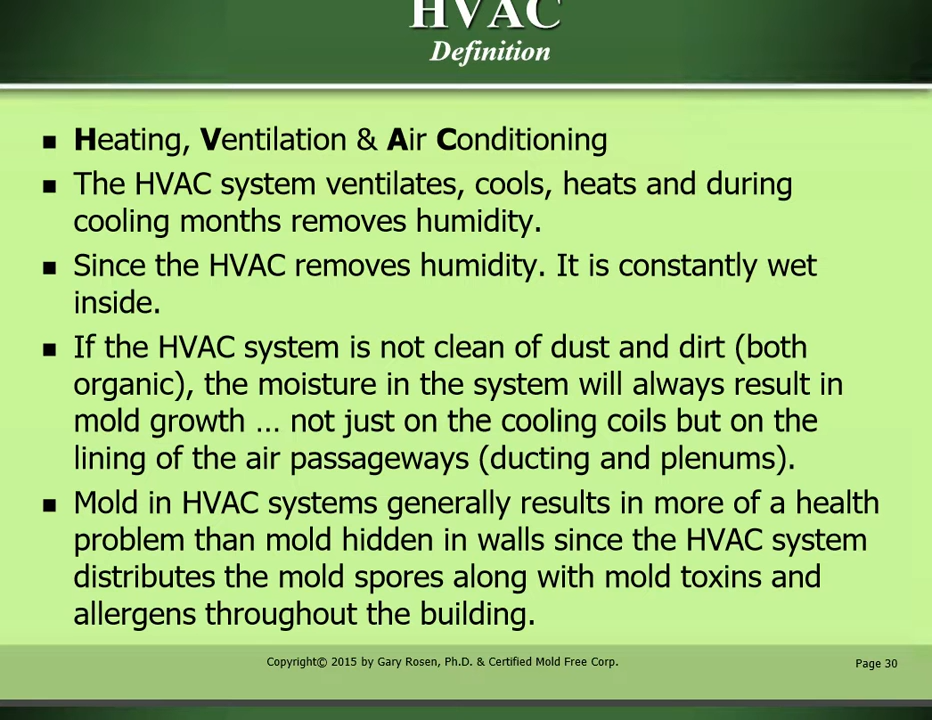 HVAC
Definition
■ Heating, Ventilation & Air Conditioning
■ The HVAC system ventilates, cools, heats and during
cooling months removes humidity.
■ Since the HVAC removes humidity. It is constantly wet
inside.
■ If the HVAC system is not clean of dust and dirt (both
organic), the moisture in the system will always result in
mold growth ... not just on the cooling coils but on the
lining of the air passageways (ducting and plenums).
■ Mold in HVAC systems generally results in more of a health
problem than mold hidden in walls since the HVAC system
distributes the mold spores along with mold toxins and
allergens throughout the building.
Copyright© 2015 by Gary Rosen, Ph.D. & Certified Mold Free Corp.
Page 30